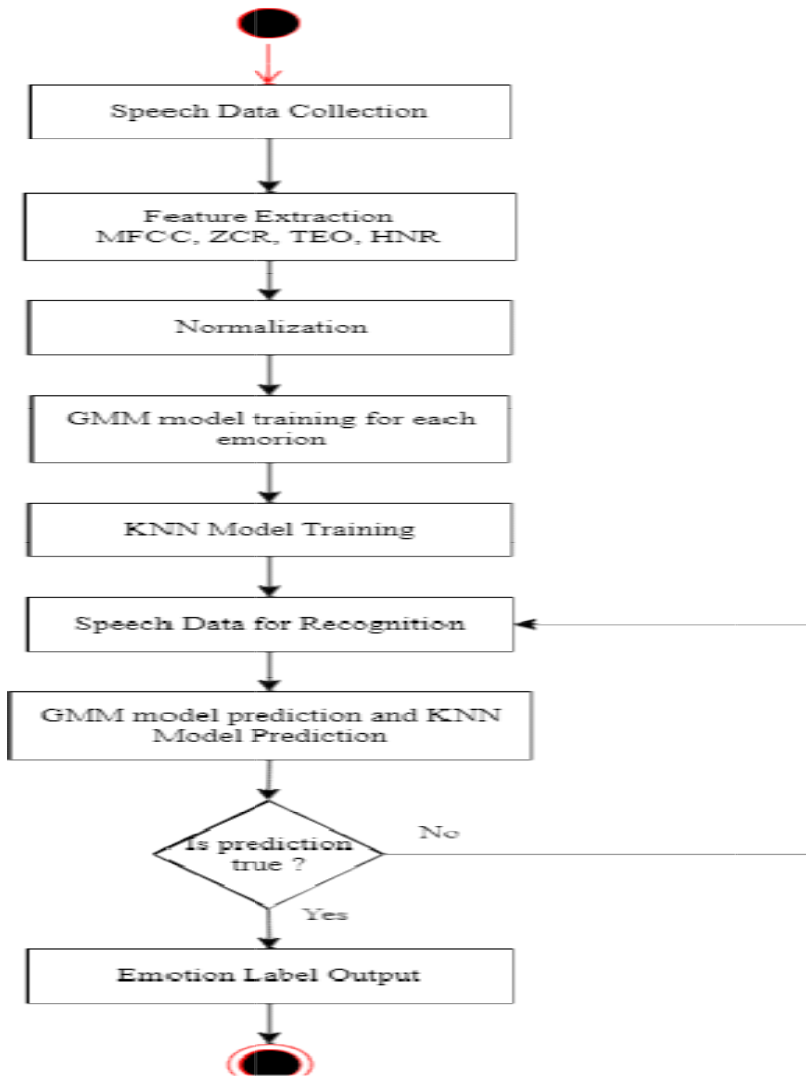 Speech Data Collection
Feature Extraction
MFCC, ZCR, TEO, HNR
Normalization
GMM model training for each
emorion
KNN Model Training
Speech Data for Recognition
GMM model prediction and KNN
Model Prediction
Is prediction
true ?
No
Yes
Emotion Label Output